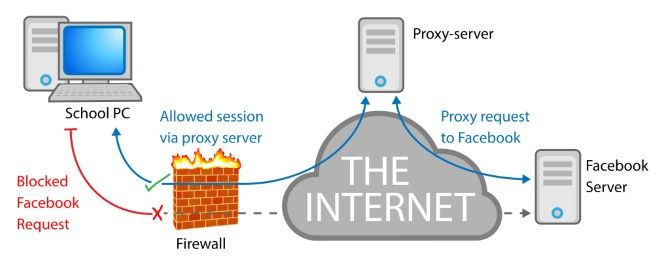 School PC
Allowed session
via proxy server
Blocked
Facebook
Request
Firewall
THE
INTERNET
Proxy-server
Proxy request
to Facebook
Facebook
Server